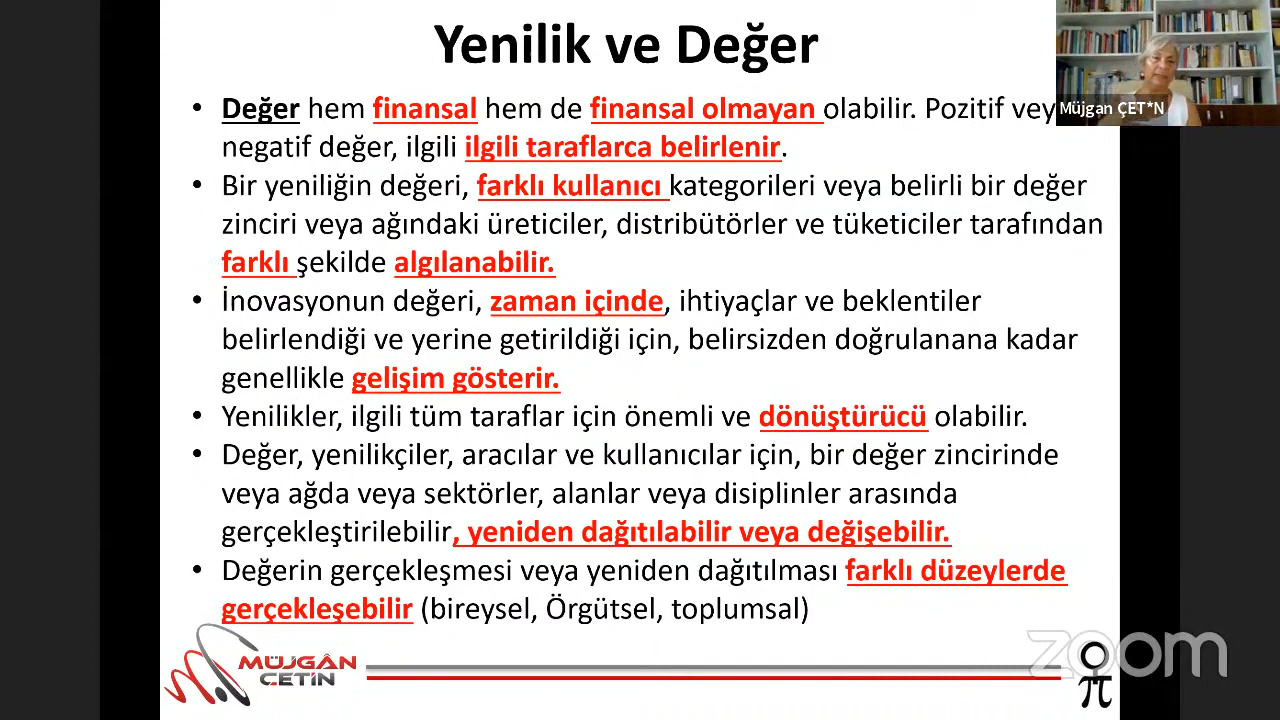 Yenilik ve Değer
Müjgan ÇET*N
• Değer hem finansal hem de finansal olmayan olabilir. Pozitif vey
negatif değer, ilgili ilgili taraflarca belirlenir.
• Bir yeniliğin değeri, farklı kullanıcı kategorileri veya belirli bir değer
zinciri veya ağındaki üreticiler, distribütörler ve tüketiciler tarafından
farklı şekilde algılanabilir.
• İnovasyonun değeri, zaman içinde, ihtiyaçlar ve beklentiler
belirlendiği ve yerine getirildiği için, belirsizden doğrulanana kadar
genellikle gelişim gösterir.
• Yenilikler, ilgili tüm taraflar için önemli ve dönüştürücü olabilir.
• Değer, yenilikçiler, aracılar ve kullanıcılar için, bir değer zincirinde
veya ağda veya sektörler, alanlar veya disiplinler arasında
gerçekleştirilebilir, yeniden dağıtılabilir veya değişebilir.
• Değerin gerçekleşmesi veya yeniden dağıtılması farklı düzeylerde
gerçekleşebilir (bireysel, Örgütsel, toplumsal)
MÜJGÂN
ÇETİN
zoom
π